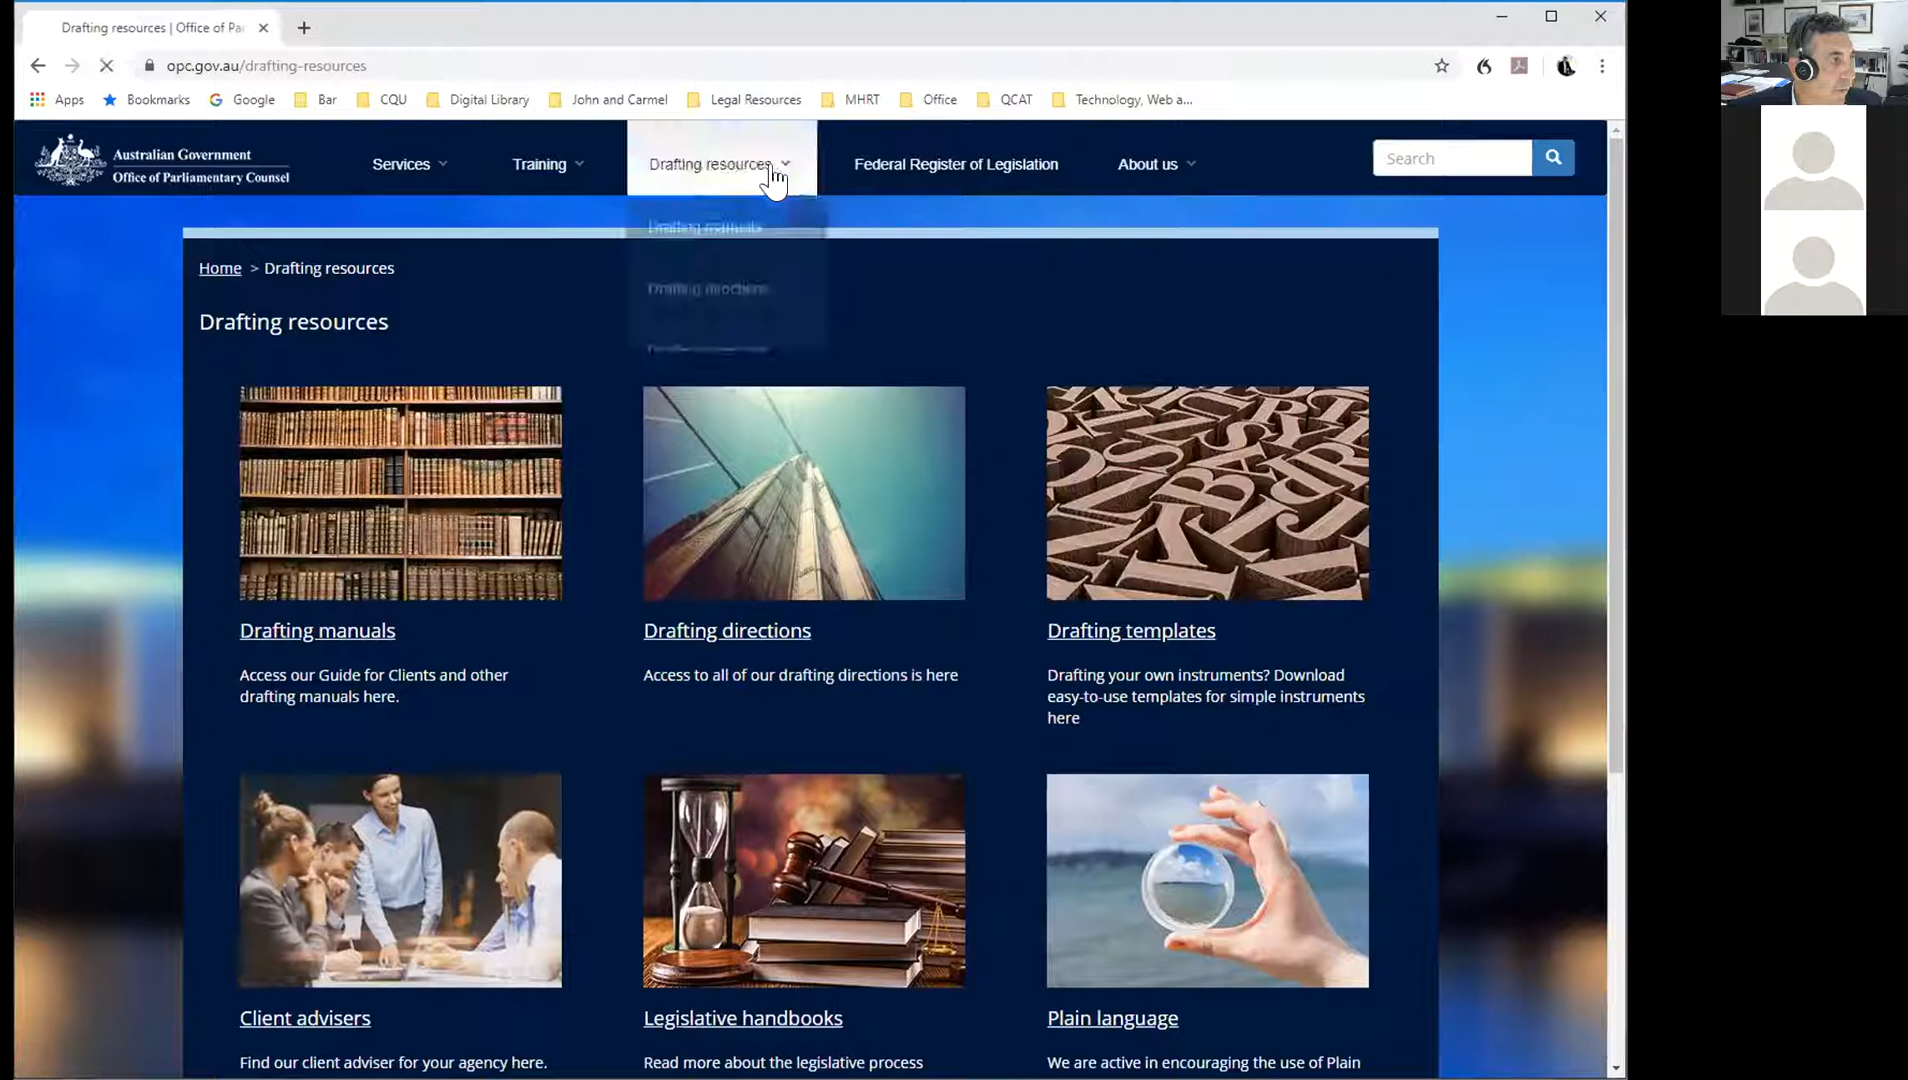 Drafting resources | Office of Pa
opc.gov.au/drafting-resources
Apps Bookmarks Google Bar CQU Digital Library John and Carmel Legal Resources MHRT Office QCAT Technology, Web a...
Australian Government
Office of Parliamentary Counsel
Services Training Drafting resources Federal Register of Legislation About us Search
Drafting manuals
Drafting directions
Home > Drafting resources
Drafting resources
Drafting manuals
Access our Guide for Clients and other
drafting manuals here.
Drafting directions
Access to all of our drafting directions is here
Drafting templates
Drafting your own instruments? Download
easy-to-use templates for simple instruments
here
Client advisers
Find our client adviser for your agency here.
Legislative handbooks
Read more about the legislative process
Plain language
We are active in encouraging the use of Plain